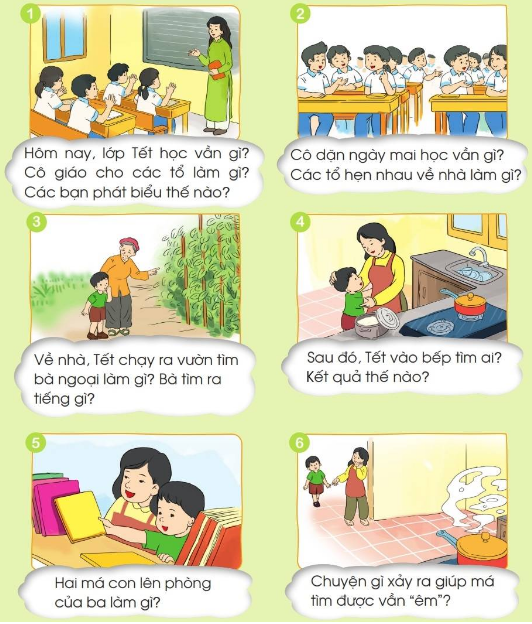 1
Hôm nay, lớp Tết học vần gì?
Cô giáo cho các tổ làm gì?
Các bạn phát biểu thế nào?
2
Cô dặn ngày mai học vần gì?
Các tổ hẹn nhau về nhà làm gì?
3
Về nhà, Tết chạy ra vườn tìm
bà ngoại làm gì? Bà tìm ra
tiếng gì?
4
Sau đó, Tết vào bếp tìm ai?
Kết quả thế nào?
5
Hai má con lên phòng
của ba làm gì?
6
Chuyện gì xảy ra giúp má
tìm được vần “êm”?